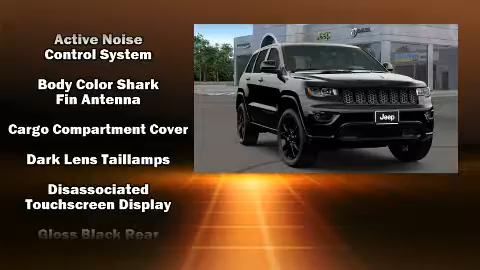 Active Noise
Control System
Body Color Shark
Fin Antenna
Cargo Compartment Cover
Dark Lens Taillamps
Disassociated
Touchscreen Display
Gloss Black Rear
Jeep